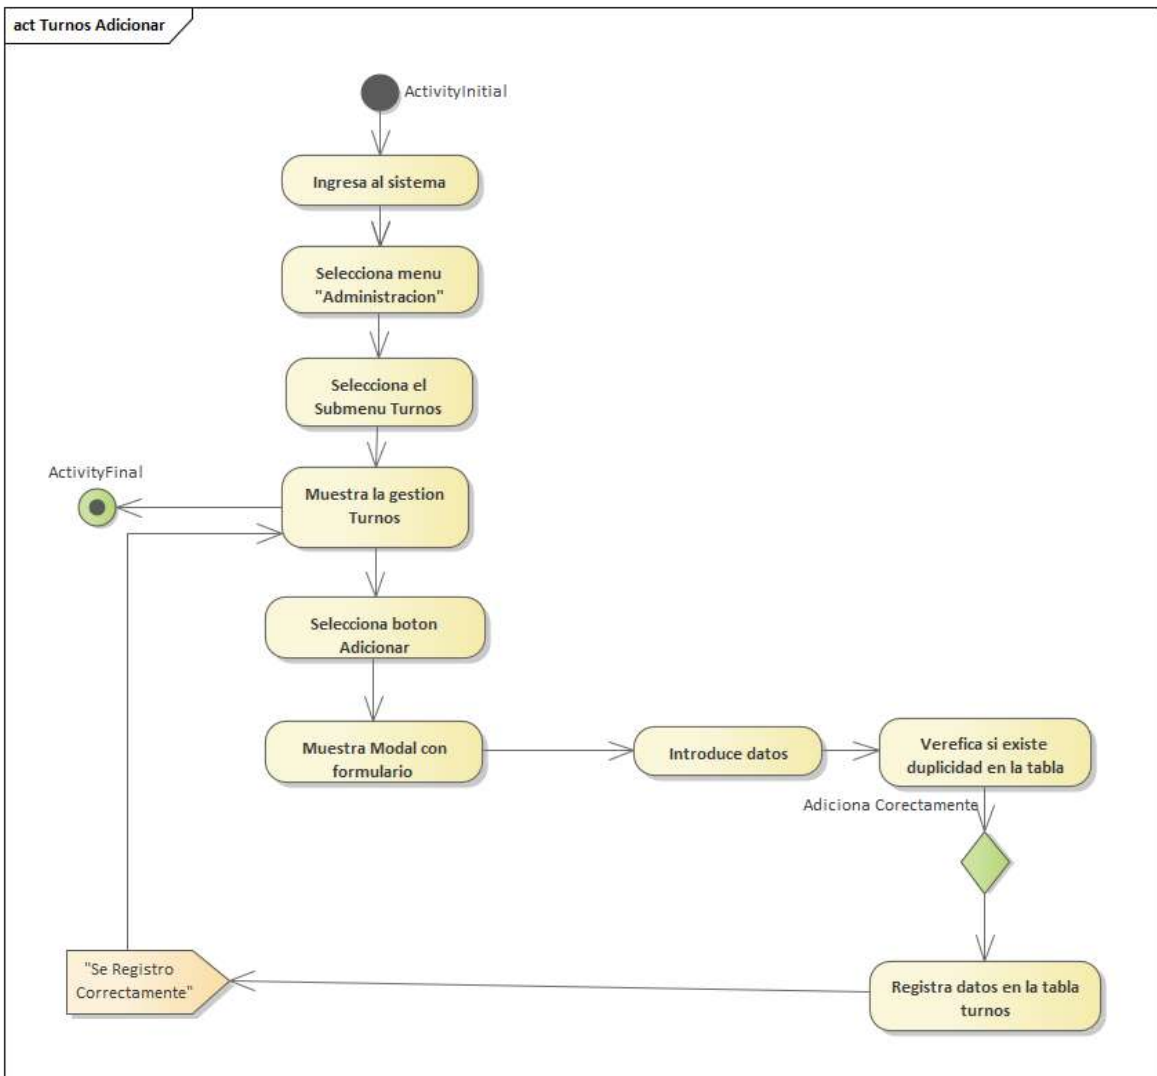 act Turnos Adicionar
ActivityInitial
Ingresa al sistema
Selecciona menu
"Administracion"
Selecciona el
Submenu Turnos
ActivityFinal
Muestra la gestion
Turnos
Selecciona boton
Adicionar
Muestra Modal con
formulario
Introduce datos
Verefica si existe
duplicidad en la tabla
Adiciona Corectamente
Registra datos en la tabla
turnos
"Se Registro
Correctamente"